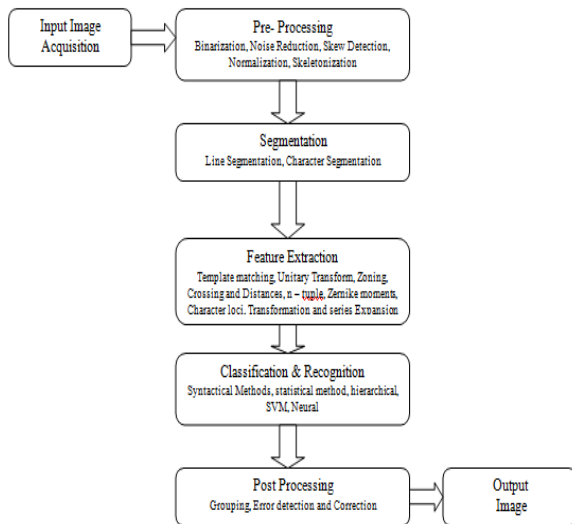 Input Image
Acquisition
Pre- Processing
Binarization, Noise Reduction, Skew Detection,
Normalization, Skeletonization
Segmentation
Line Segmentation, Character Segmentation
Feature Extraction
Template matching, Unitary Transform, Zoning,
Crossing and Distances, n – tuple, Zernike moments,
Character loci. Transformation and series Expansion
Classification & Recognition
Syntactical Methods, statistical method, hierarchical,
SVM, Neural
Post Processing
Grouping, Error detection and Correction
Output
Image